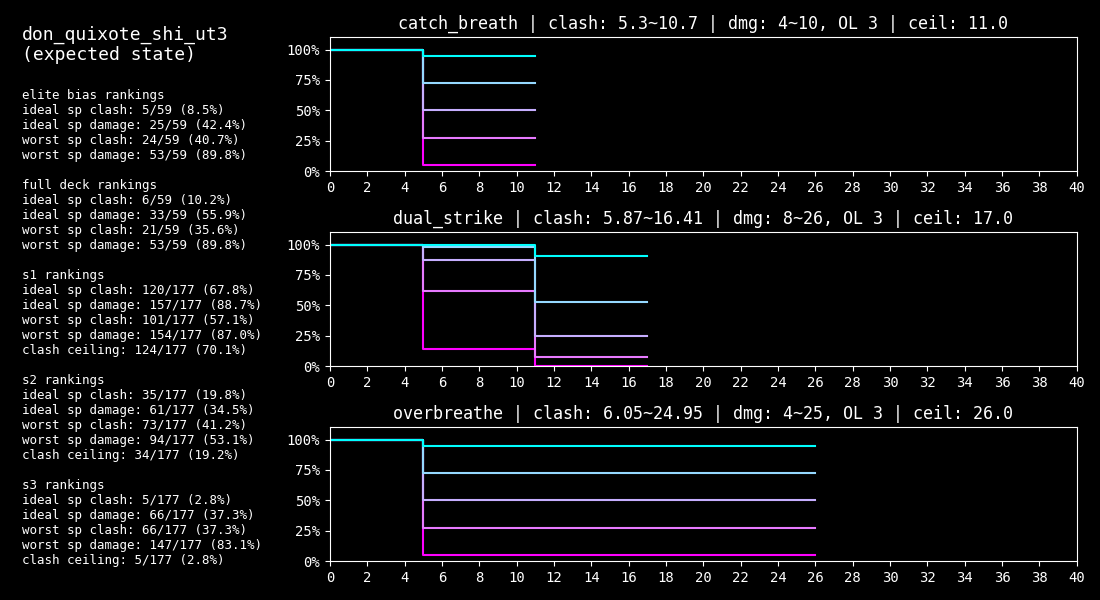 don_quixote_shi_ut3
(expected state)
elite bias rankings
ideal sp clash: 5/59 (8.5%)
ideal sp damage: 25/59 (42.4%)
worst sp clash: 24/59 (40.7%)
worst sp damage: 53/59 (89.8%)
full deck rankings
ideal sp clash: 6/59 (10.2%)
ideal sp damage: 33/59 (55.9%)
worst sp clash: 21/59 (35.6%)
worst sp damage: 53/59 (89.8%)
s1 rankings
ideal sp clash: 120/177 (67.8%)
ideal sp damage: 157/177 (88.7%)
worst sp clash: 101/177 (57.1%)
worst sp damage: 154/177 (87.0%)
clash ceiling: 124/177 (70.1%)
s2 rankings
ideal sp clash: 35/177 (19.8%)
ideal sp damage: 61/177 (34.5%)
worst sp clash: 73/177 (41.2%)
worst sp damage: 94/177 (53.1%)
clash ceiling: 34/177 (19.2%)
s3 rankings
ideal sp clash: 5/177 (2.8%)
ideal sp damage: 66/177 (37.3%)
worst sp clash: 66/177 (37.3%)
worst sp damage: 147/177 (83.1%)
clash ceiling: 5/177 (2.8%)
catch_breath | clash: 5.3~10.7 | dmg: 4~10, OL 3 | ceil: 11.0
100%
75%
50%
25%
0%
0 2 4 6 8 10 12 14 16 18 20 22 24 26 28 30 32 34 36 38 40
dual_strike | clash: 5.87~16.41 | dmg: 8~26, OL 3 | ceil: 17.0
100%
75%
50%
25%
0%
0 2 4 6 8 10 12 14 16 18 20 22 24 26 28 30 32 34 36 38 40
overbreathe | clash: 6.05~24.95 | dmg: 4~25, OL 3 | ceil: 26.0
100%
75%
50%
25%
0%
0 2 4 6 8 10 12 14 16 18 20 22 24 26 28 30 32 34 36 38 40